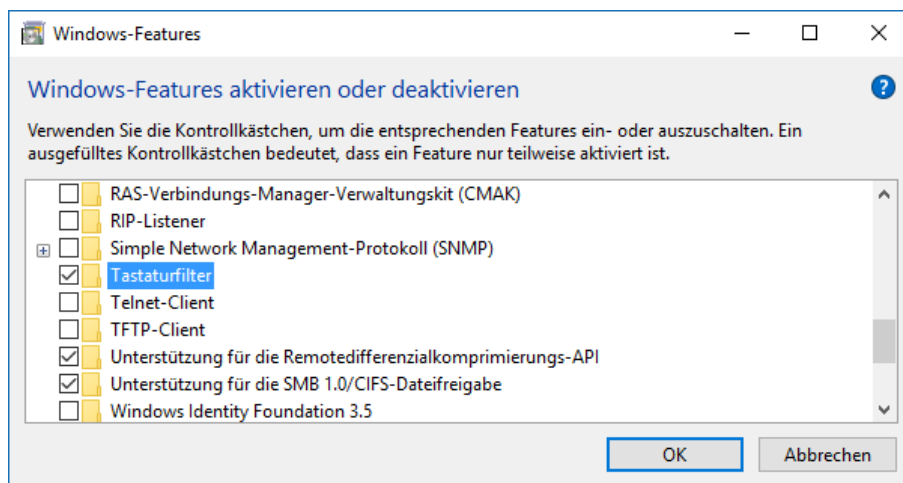 Windows-Features
Windows-Features aktivieren oder deaktivieren
Verwenden Sie die Kontrollkästchen, um die entsprechenden Features ein- oder auszuschalten. Ein
ausgefülltes Kontrollkästchen bedeutet, dass ein Feature nur teilweise aktiviert ist.
RAS-Verbindungs-Manager-Verwaltungskit (CMAK)
RIP-Listener
Simple Network Management-Protokoll (SNMP)
Tastaturfilter
Telnet-Client
TFTP-Client
Unterstützung für die Remotedifferenzialkomprimierungs-API
Unterstützung für die SMB 1.0/CIFS-Dateifreigabe
Windows Identity Foundation 3.5
OK Abbrechen